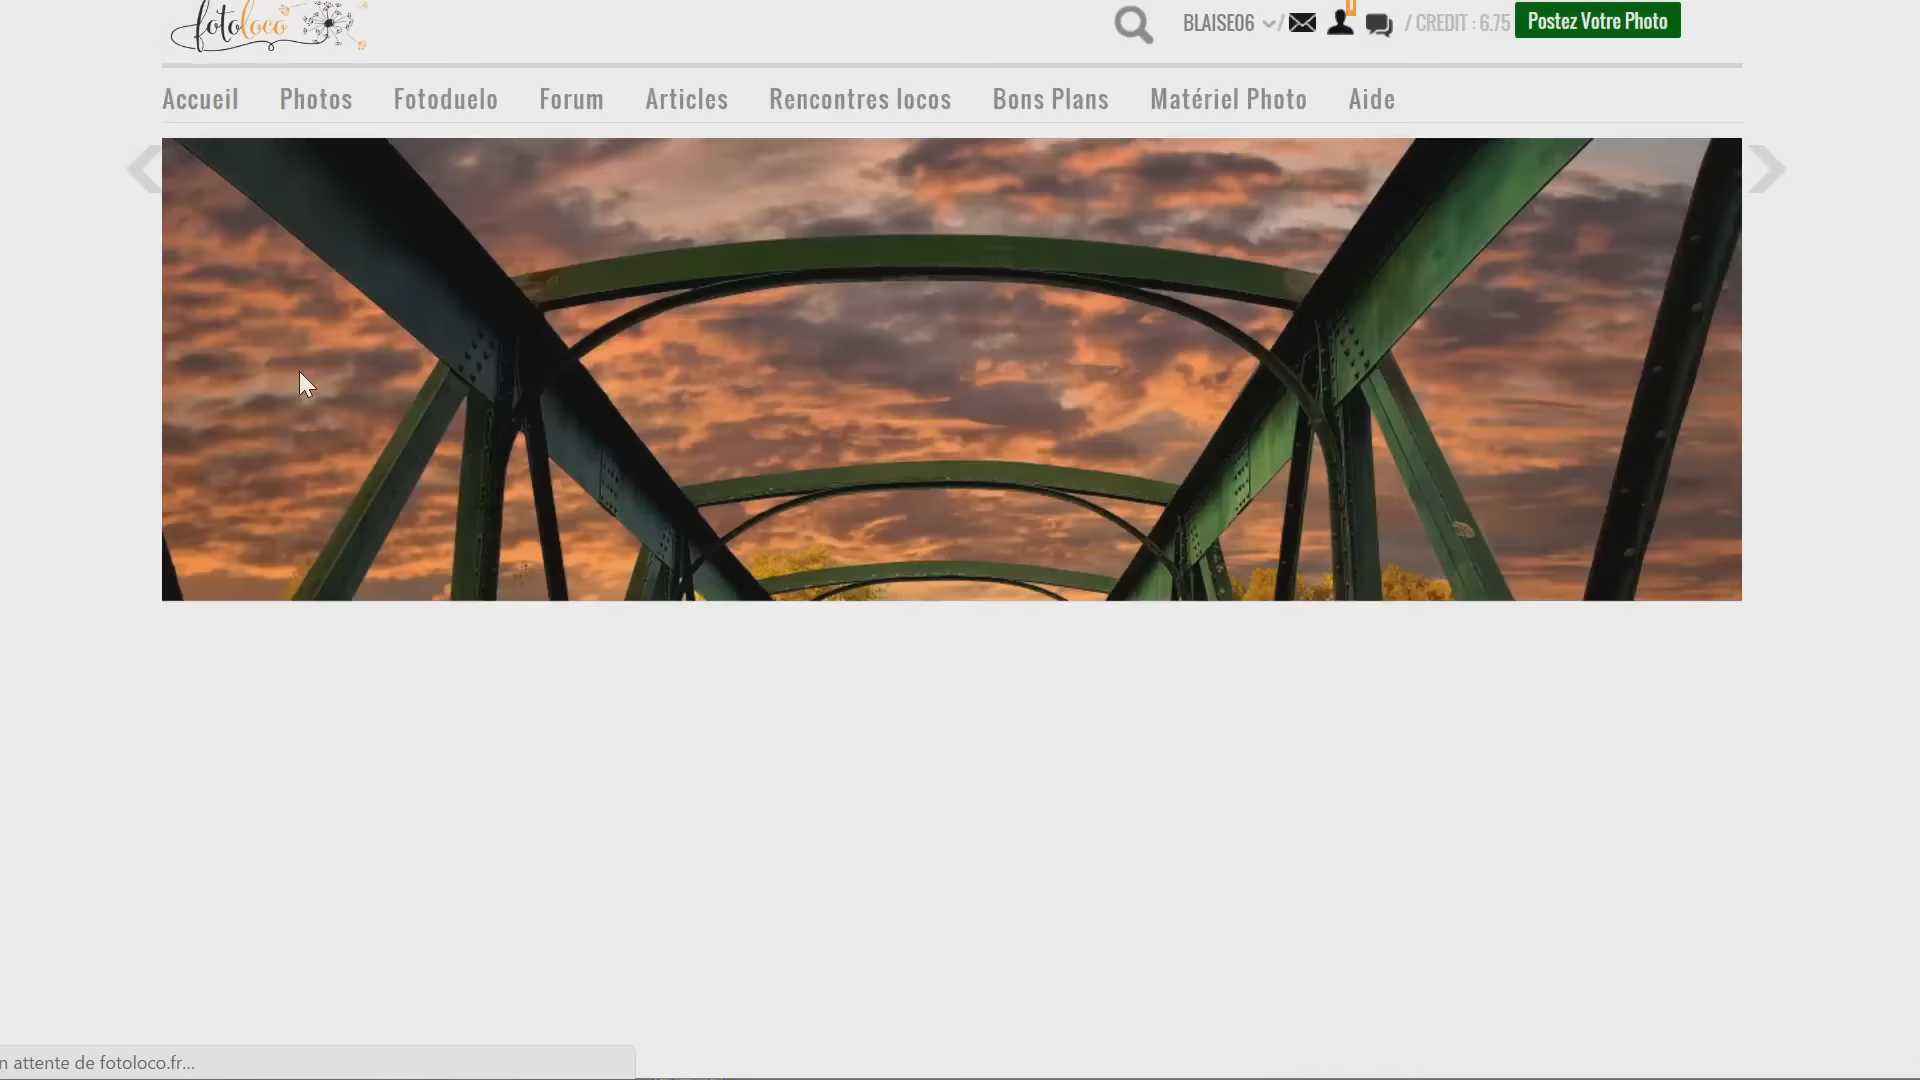 fotoloco
BLAISE06 / / CREDIT : 6.75 Postez Votre Photo
Accueil Photos Fotoduelo Forum Articles Rencontres locos Bons Plans Matériel Photo Aide
n attente de fotoloco.fr...